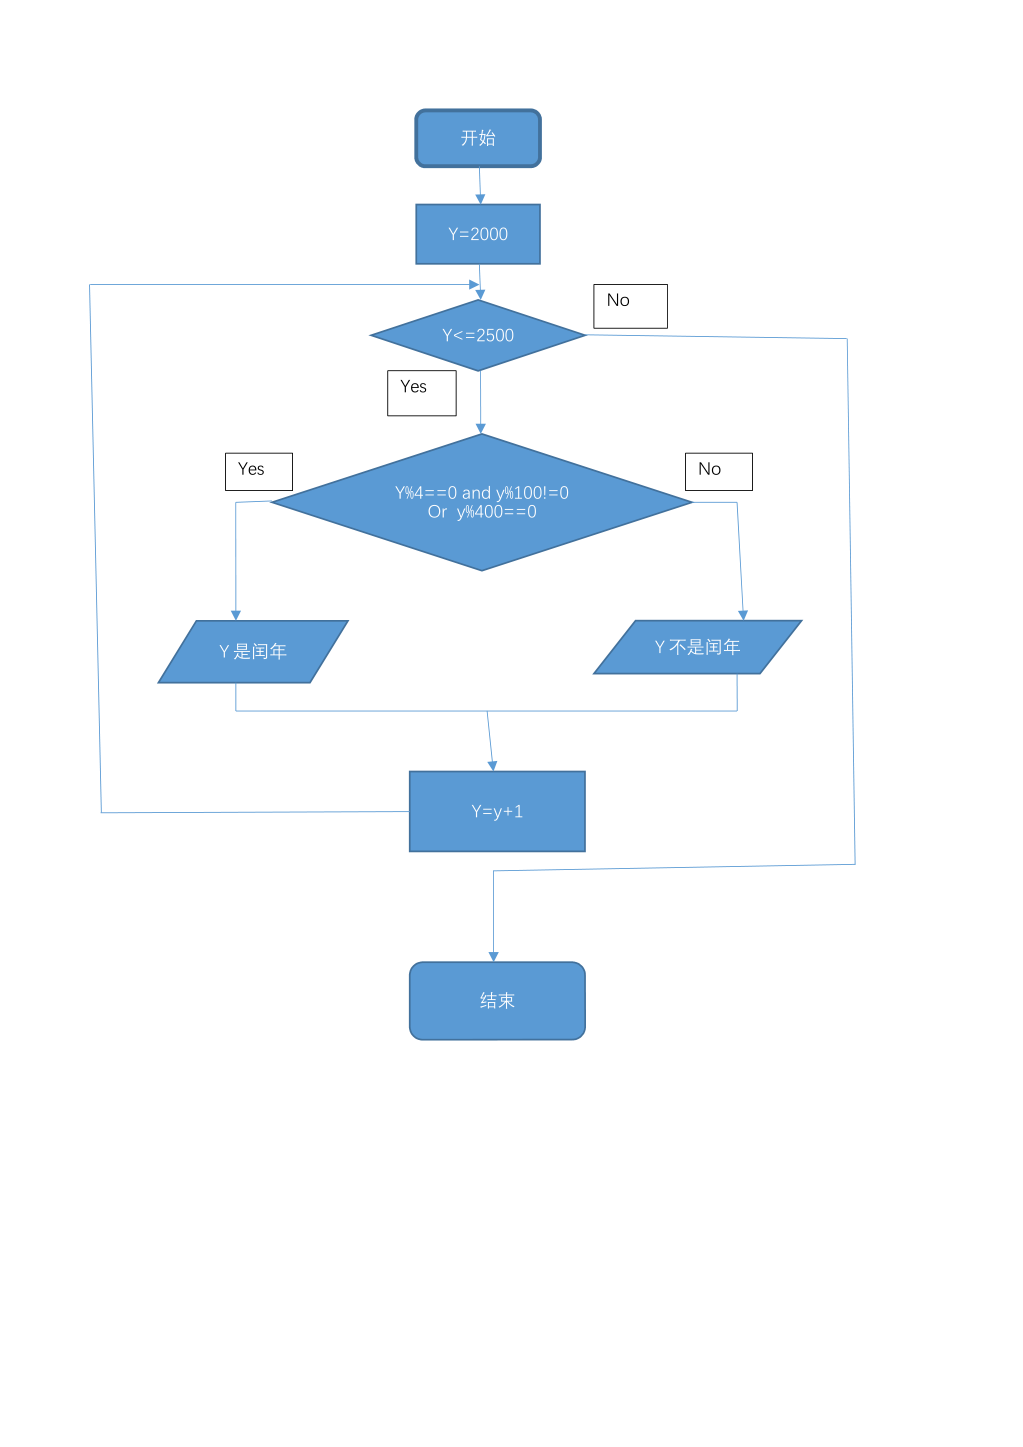 开始
Y=2000
No
Y<=2500
Yes
Yes
No
Y%4==0 and y%100!=0
Or y%400==0
Y 是闰年
Y 不是闰年
Y=y+1
结束